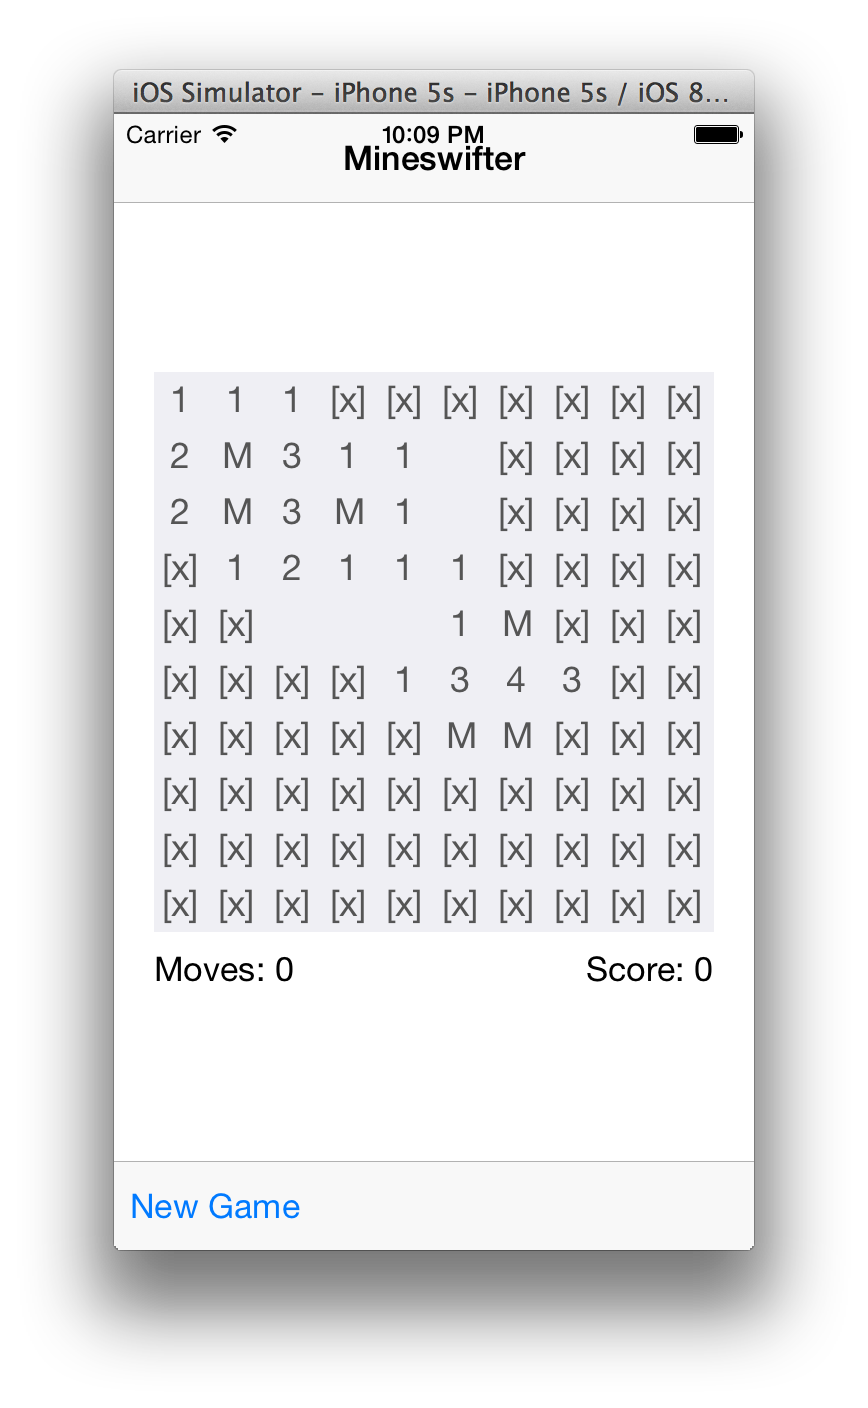 iOS Simulator – iPhone 5s – iPhone 5s / iOS 8...
Carrier 10:09 PM
Mineswifter
1 1 1 [x] [x] [x] [x] [x] [x] [x]
2 M 3 1 1 [x] [x] [x] [x]
2 M 3 M 1 [x] [x] [x] [x]
[x] 1 2 1 1 1 [x] [x] [x] [x]
[x] [x] 1 M [x] [x] [x]
[x] [x] [x] [x] 1 3 4 3 [x] [x]
[x] [x] [x] [x] [x] M M [x] [x] [x]
[x] [x] [x] [x] [x] [x] [x] [x] [x] [x]
[x] [x] [x] [x] [x] [x] [x] [x] [x] [x]
[x] [x] [x] [x] [x] [x] [x] [x] [x] [x]
Moves: 0 Score: 0
New Game